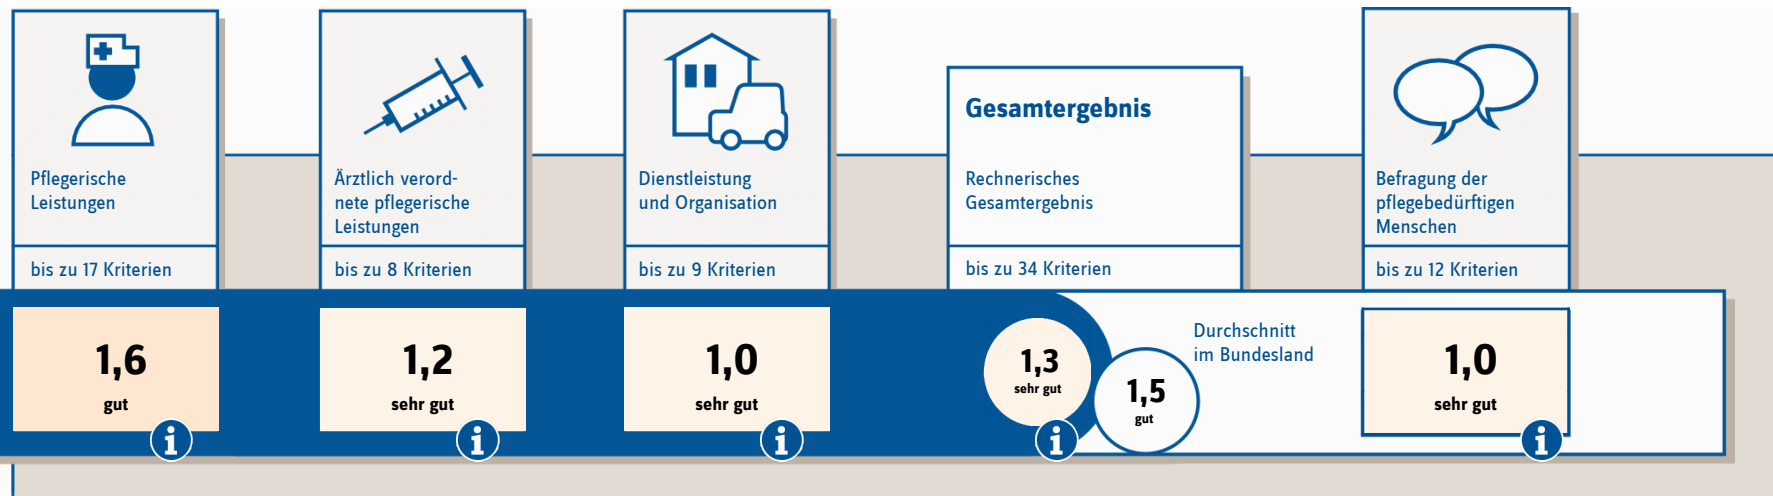 Pflegerische
Leistungen
bis zu 17 Kriterien
1,6
gut
i
Ärztlich verord-
nete pflegerische
Leistungen
bis zu 8 Kriterien
1,2
sehr gut
i
Dienstleistung
und Organisation
bis zu 9 Kriterien
1,0
sehr gut
i
Gesamtergebnis
Rechnerisches
Gesamtergebnis
bis zu 34 Kriterien
1,3
sehr gut
i
Durchschnitt
im Bundesland
1,5
gut
Befragung der
pflegebedürftigen
Menschen
bis zu 12 Kriterien
1,0
sehr gut
i